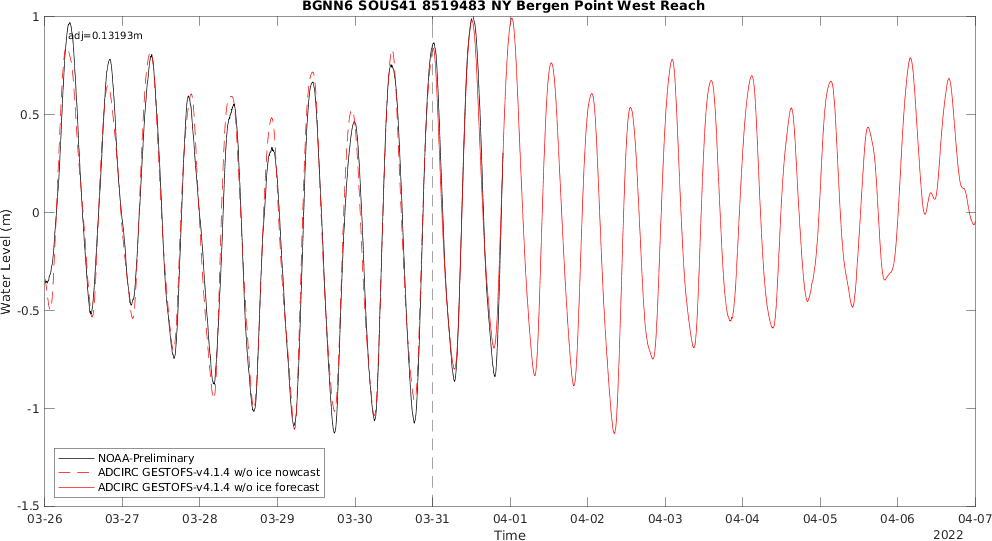 BGNN6 SOUS41 8519483 NY Bergen Point West Reach
adj=0.13193m
1
0.5
0
-0.5
-1
-1.5
Water Level (m)
NOAA-Preliminary
ADCIRC GESTOFS-v4.1.4 w/o ice nowcast
ADCIRC GESTOFS-v4.1.4 w/o ice forecast
03-26 03-27 03-28 03-29 03-30 03-31 04-01 04-02 04-03 04-04 04-05 04-06 04-07
Time
2022